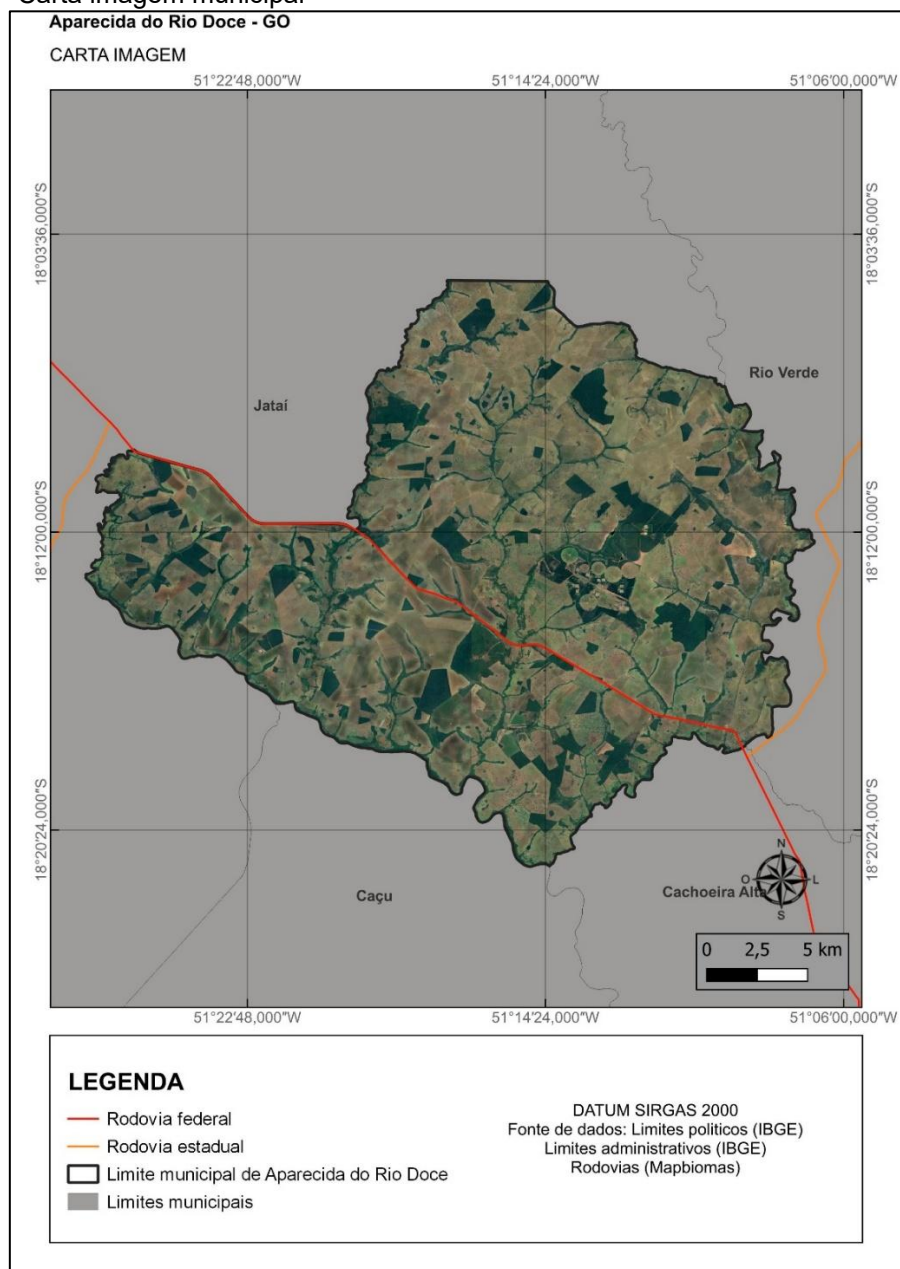 Carta imagem municipal
Aparecida do Rio Doce - GO
CARTA IMAGEM
51°22'48,000"W
51°14'24,000"W
51°06'00,000"W
18°03'36,000"S
18°03'36,000"S
Rio Verde
Jataí
18°12'00,000"S
18°12'00,000"S
18°20'24,000"S
18°20'24,000"S
N
O
L
S
Caçu
Cachoeira Alta
0 2,5 5 km
51°22'48,000"W
51°14'24,000"W
51°06'00,000"W
LEGENDA
Rodovia federal
Rodovia estadual
Limite municipal de Aparecida do Rio Doce
Limites municipais
DATUM SIRGAS 2000
Fonte de dados: Limites politicos (IBGE)
Limites administrativos (IBGE)
Rodovias (Mapbiomas)